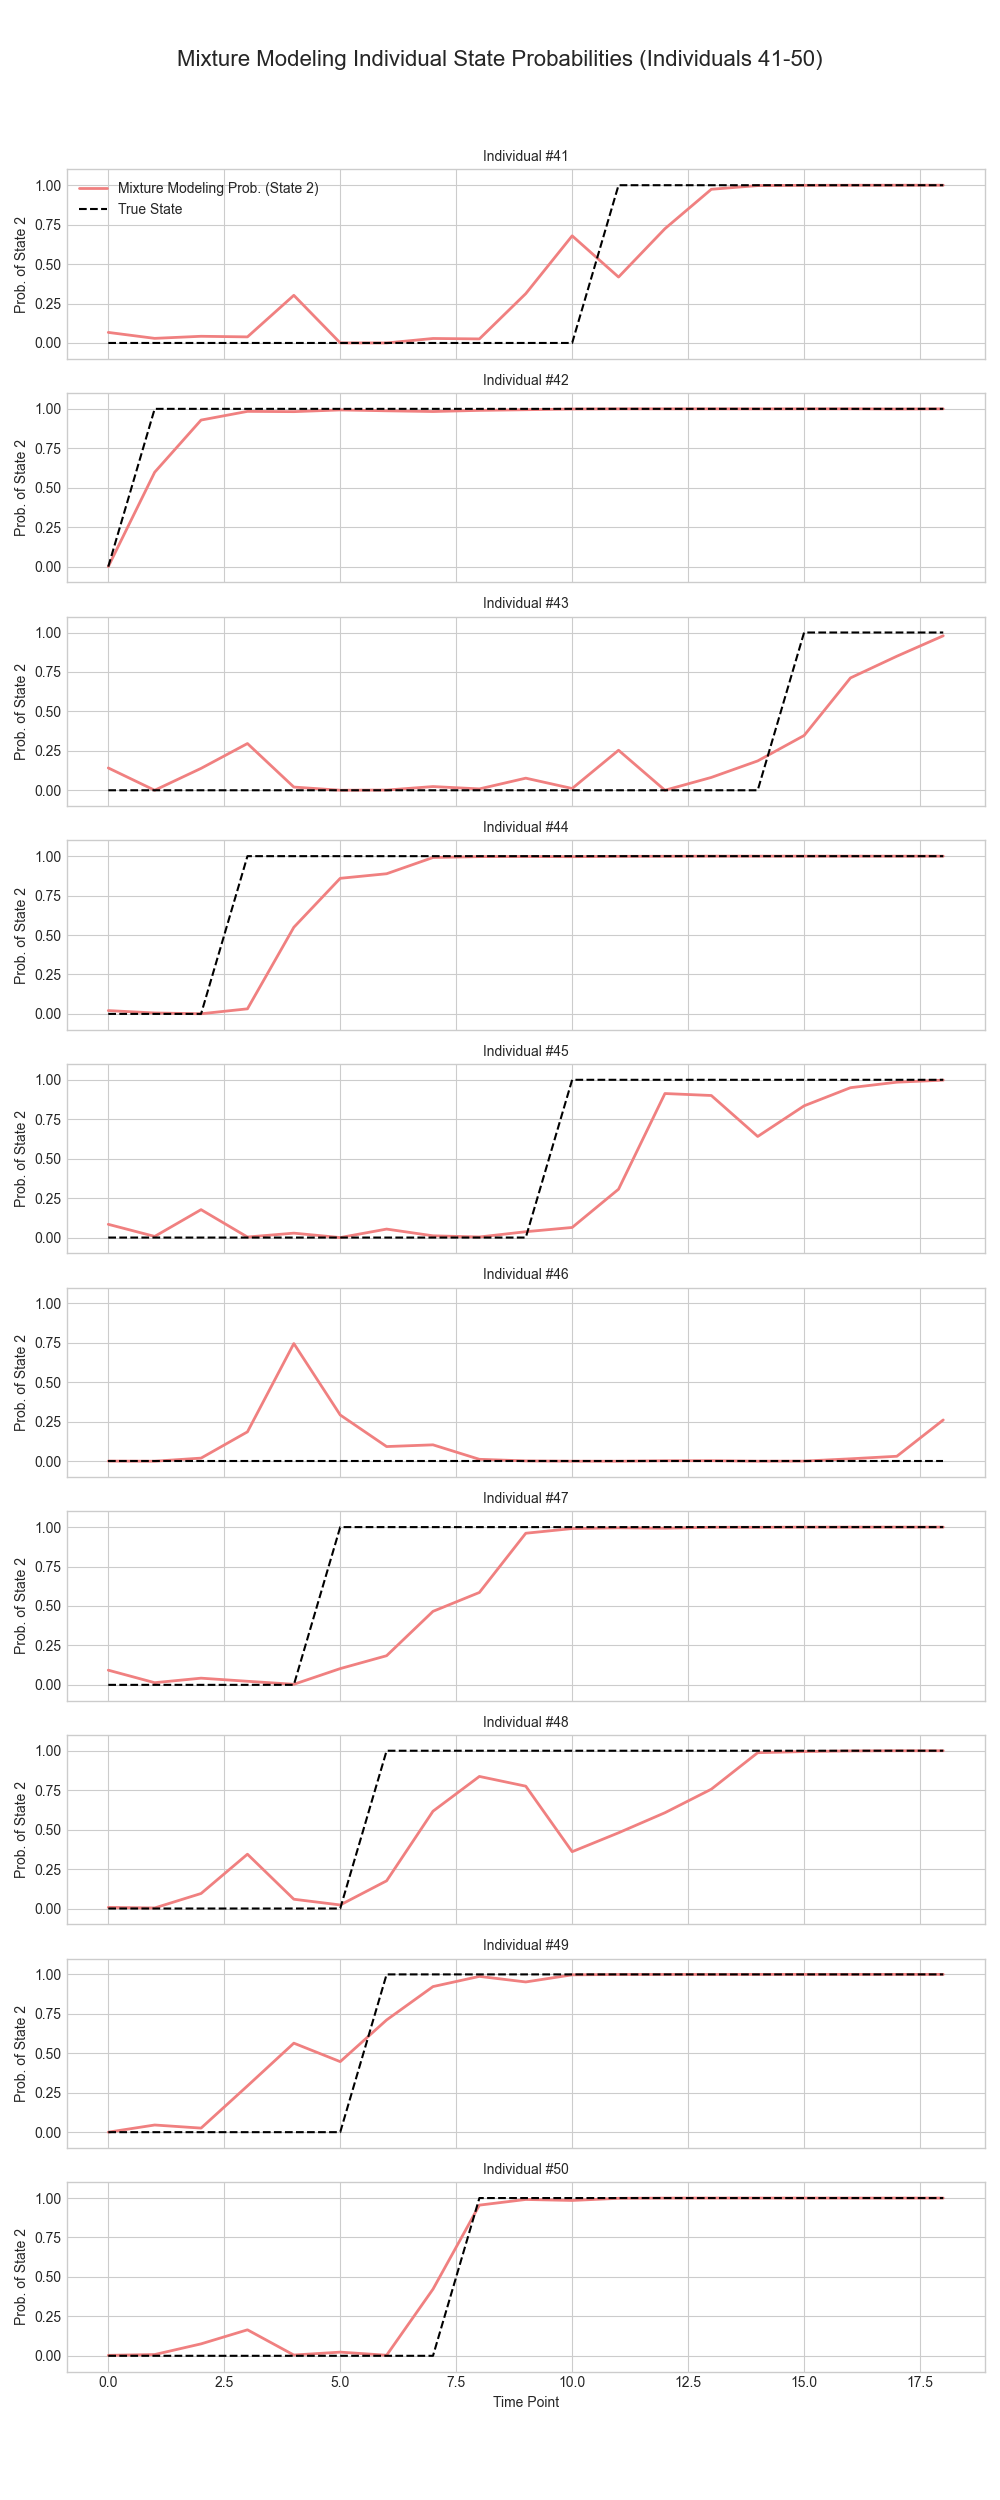 Mixture Modeling Individual State Probabilities (Individuals 41-50)
Individual #41
Mixture Modeling Prob. (State 2)
True State
Prob. of State 2
1.00
0.75
0.50
0.25
0.00
Individual #42
Prob. of State 2
1.00
0.75
0.50
0.25
0.00
Individual #43
Prob. of State 2
1.00
0.75
0.50
0.25
0.00
Individual #44
Prob. of State 2
1.00
0.75
0.50
0.25
0.00
Individual #45
Prob. of State 2
1.00
0.75
0.50
0.25
0.00
Individual #46
Prob. of State 2
1.00
0.75
0.50
0.25
0.00
Individual #47
Prob. of State 2
1.00
0.75
0.50
0.25
0.00
Individual #48
Prob. of State 2
1.00
0.75
0.50
0.25
0.00
Individual #49
Prob. of State 2
1.00
0.75
0.50
0.25
0.00
Individual #50
Prob. of State 2
1.00
0.75
0.50
0.25
0.00
0.0 2.5 5.0 7.5 10.0 12.5 15.0 17.5
Time Point